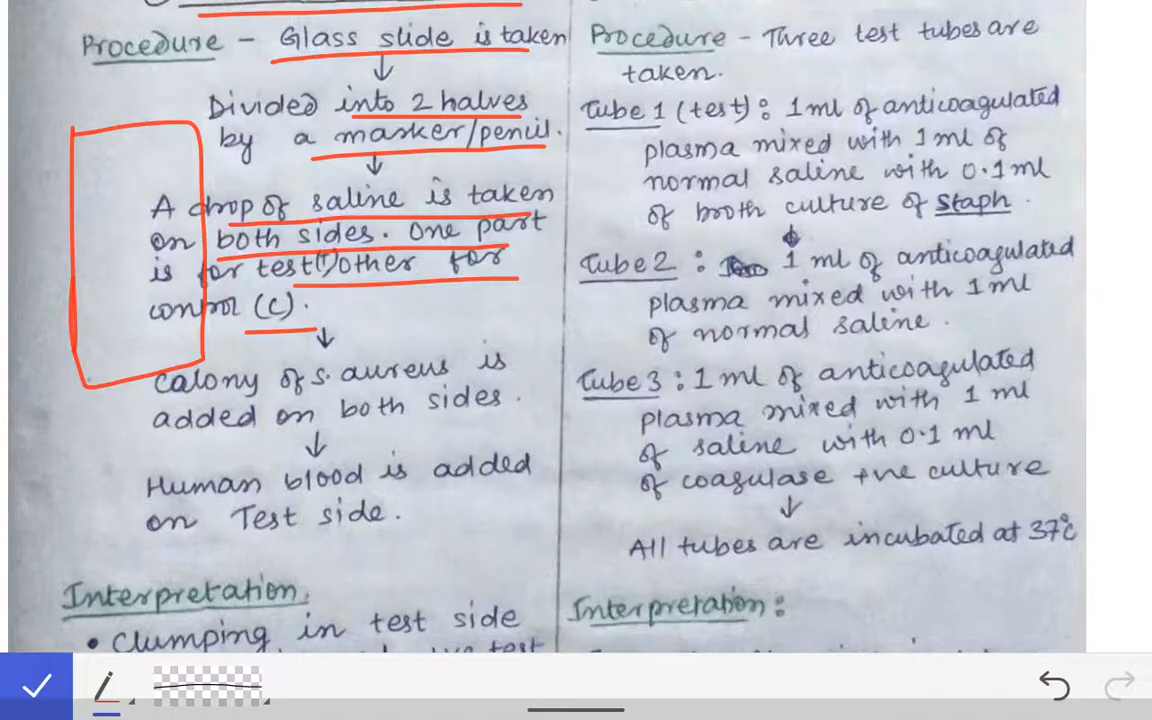 Procedure - Glass slide is taken
↓
Divided into 2 halves
by a marker/pencil.
↓
A drop of saline is taken
on both sides. One part
is for test(T)other for
control (C).
↓
Colony of S. aureus is
added on both sides.
↓
Human blood is added
on Test side.
Interpretation:
• Clumping in test side
Procedure - Three test tubes are
taken.
Tube 1 (test): 1 ml of anticoagulated
plasma mixed with 1 ml of
normal saline with 0.1 ml
of broth culture of Staph.
Tube 2 : 1 ml of anticoagulated
plasma mixed with 1 ml
of normal saline.
Tube 3 : 1 ml of anticoagulated
plasma mixed with 1 ml
of saline with 0.1 ml
of coagulase +ve culture
↓
All tubes are incubated at 37°c
Interpretation: